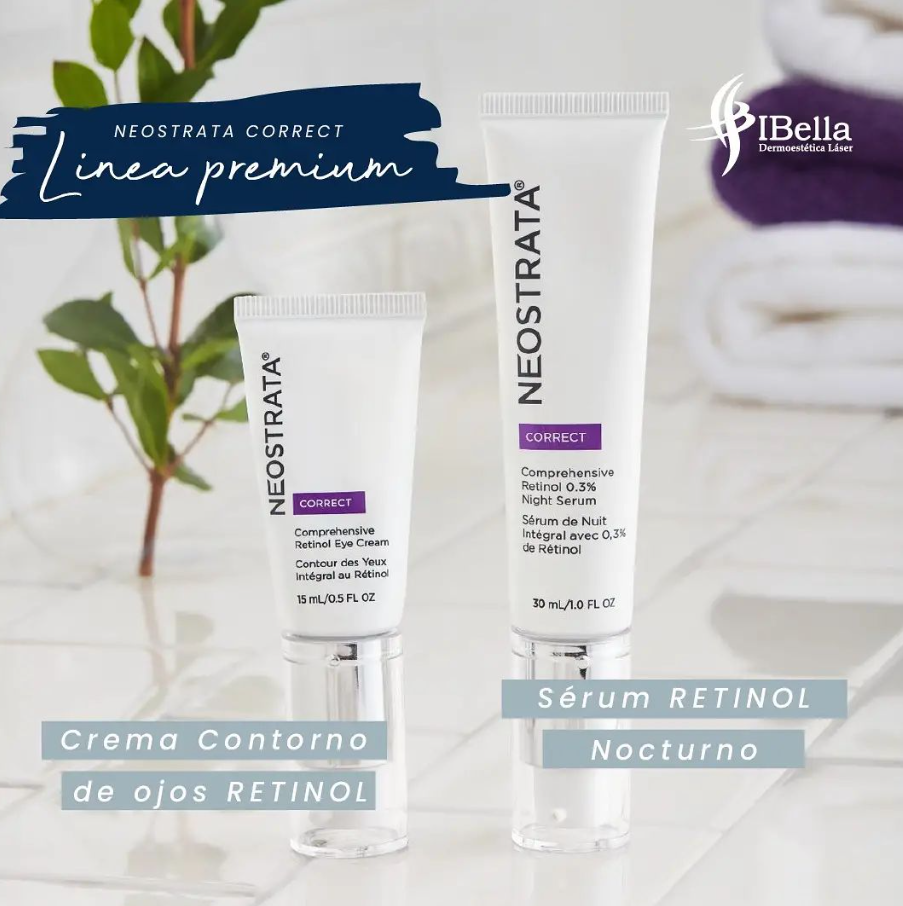 NEOSTRATA CORRECT
Linea premium
IBella
Dermoestética Láser
NEOSTRATA®
CORRECT
Comprehensive
Retinol Eye Cream
Contour des Yeux
Intégral au Rétinol
15 mL/0.5 FL OZ
NEOSTRATA®
CORRECT
Comprehensive
Retinol 0.3%
Night Serum
Sérum de Nuit
Intégral avec 0,3%
de Rétinol
30 mL/1.0 FL OZ
Crema Contorno
de ojos RETINOL
Sérum RETINOL
Nocturno